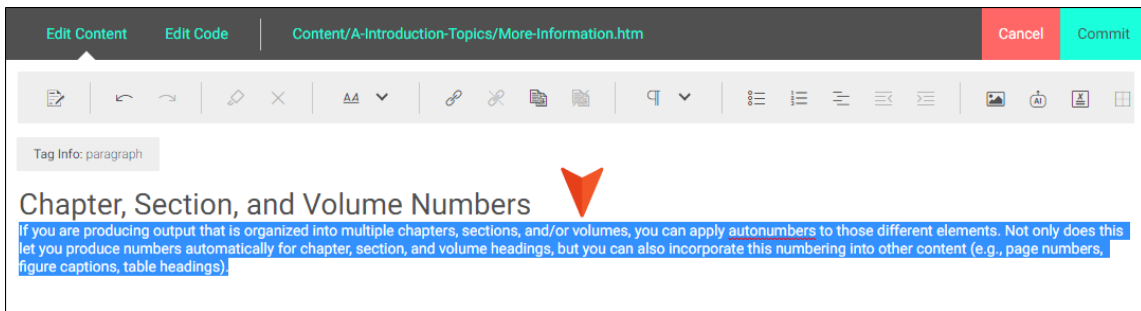 Edit Content Edit Code Content/A-Introduction-Topics/More-Information.htm Cancel Commit
AA AI
Tag Info: paragraph
Chapter, Section, and Volume Numbers
If you are producing output that is organized into multiple chapters, sections, and/or volumes, you can apply autonumbers to those different elements. Not only does this
let you produce numbers automatically for chapter, section, and volume headings, but you can also incorporate this numbering into other content (e.g., page numbers,
figure captions, table headings).